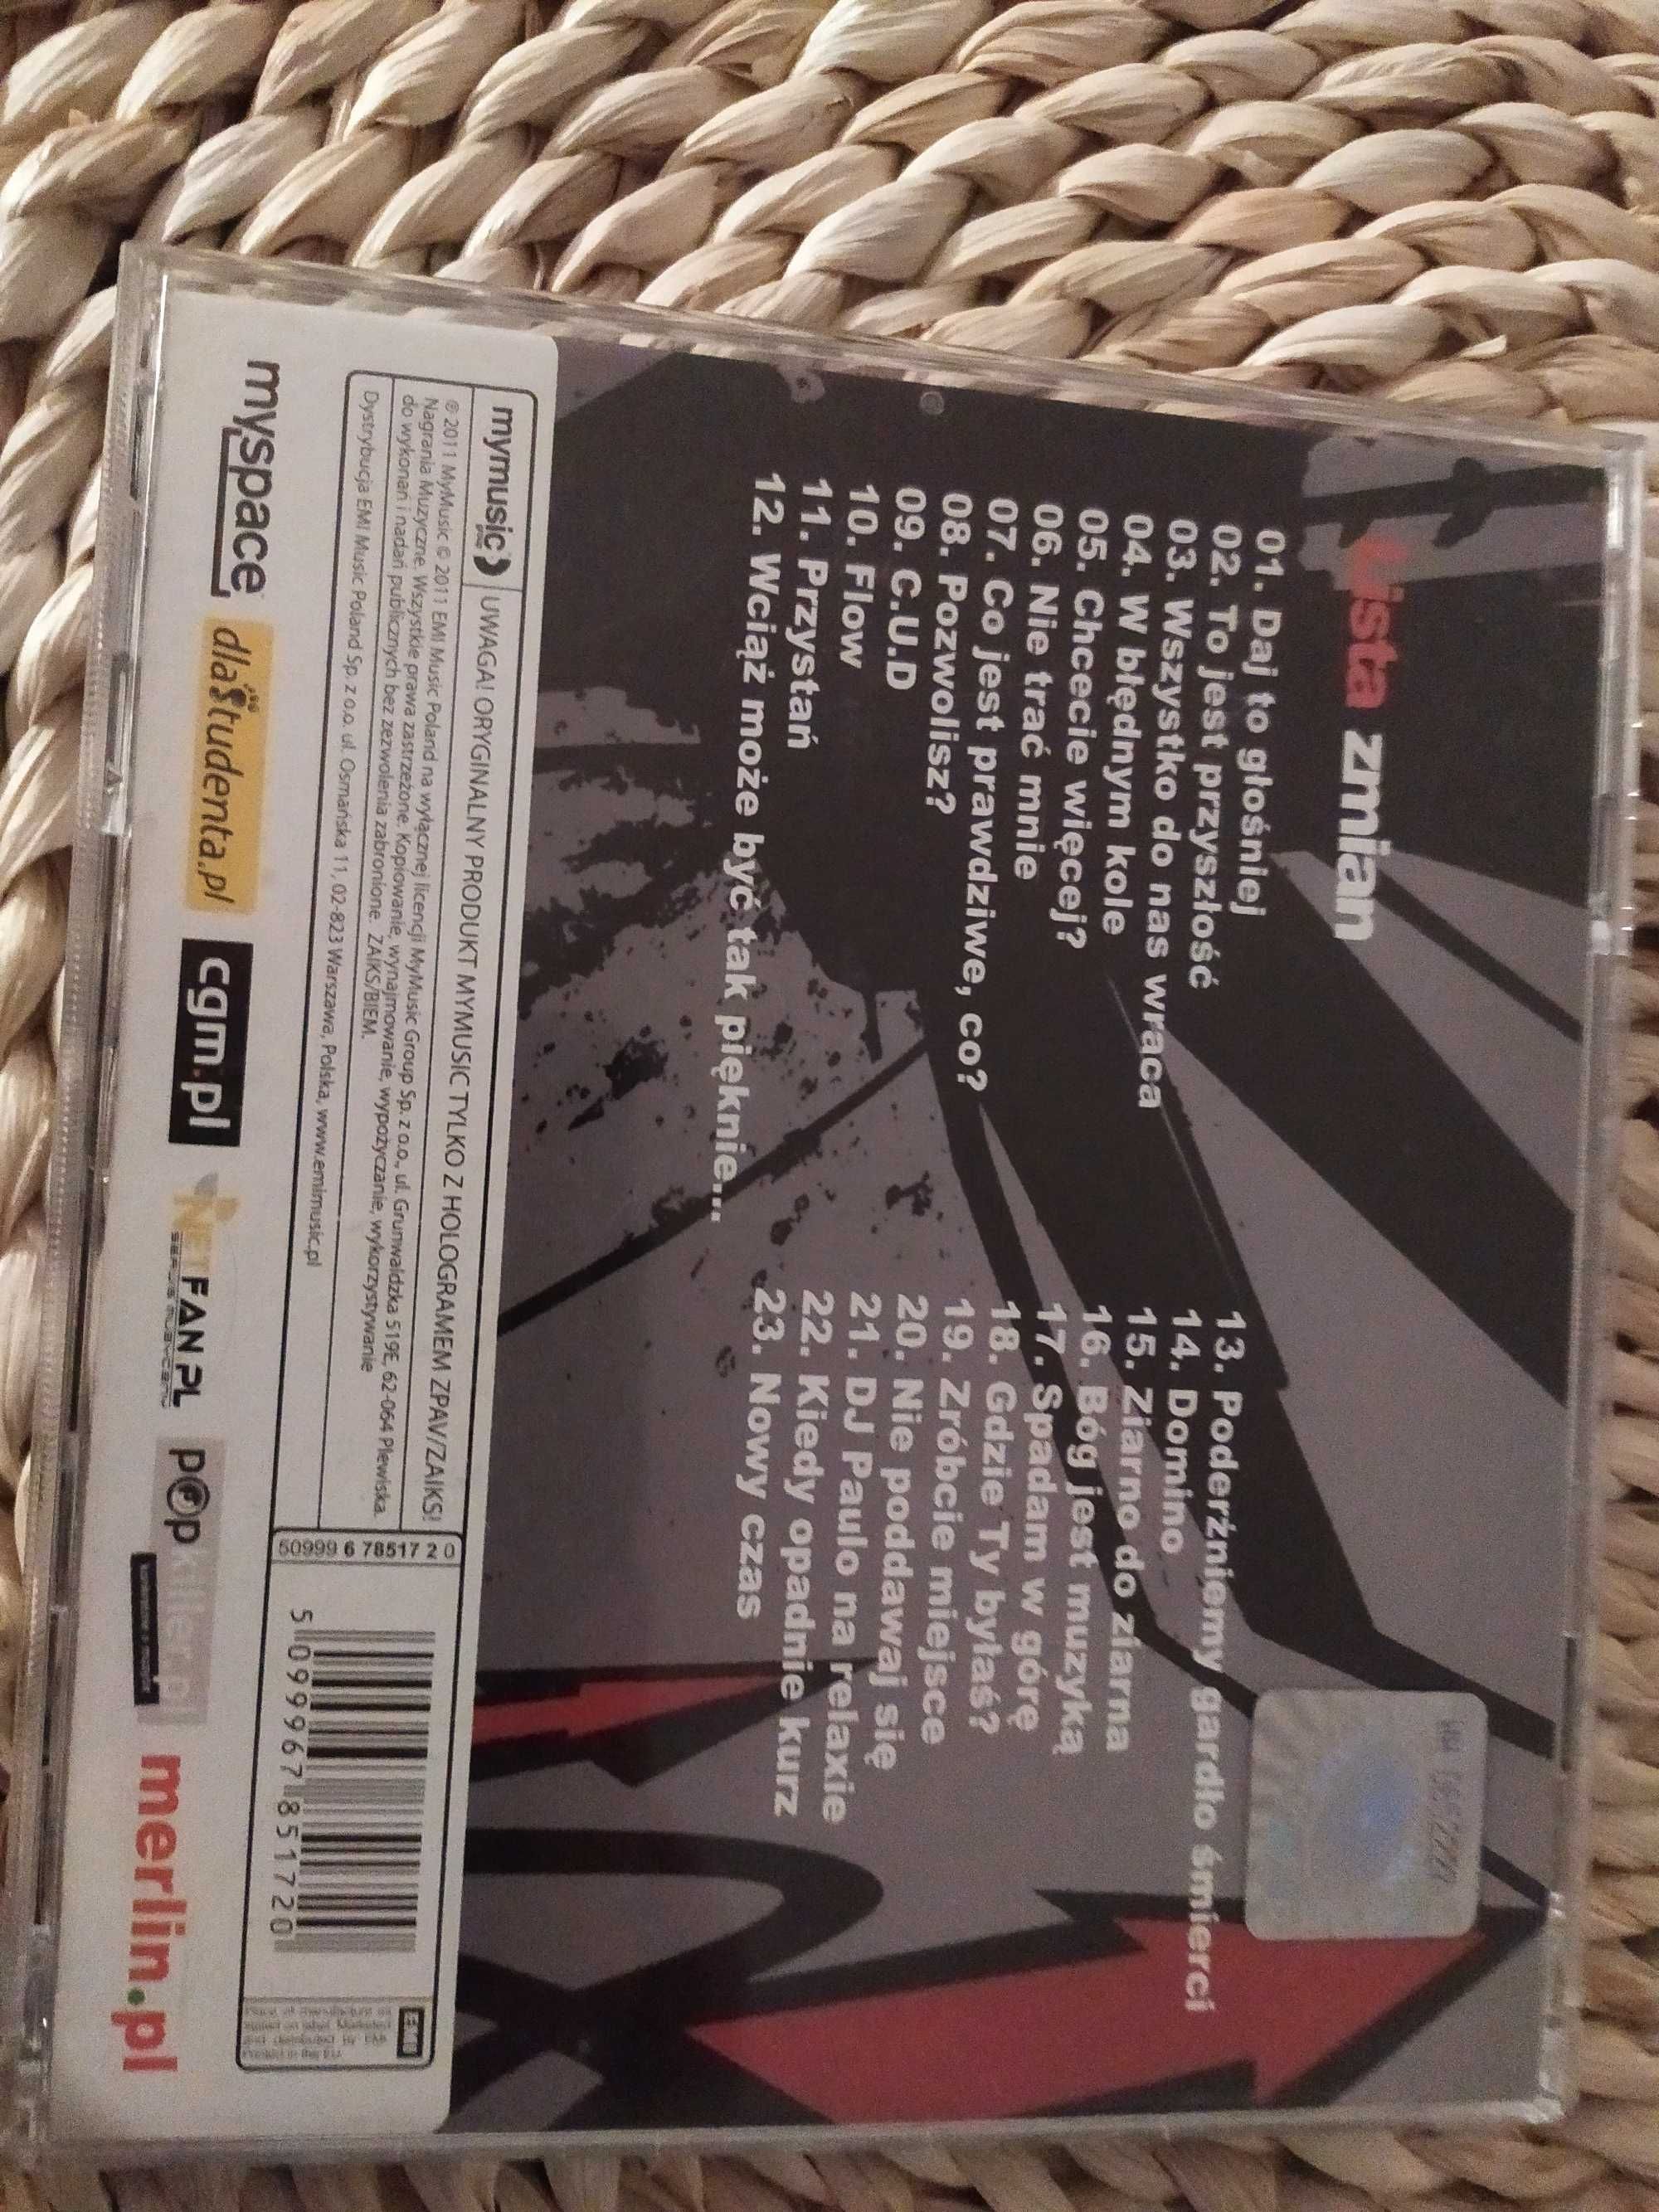 Lista zmian
01. Daj to głośniej
02. To jest przyszłość
03. Wszystko do nas wraca
04. W błędnym kole
05. Chcecie więcej?
06. Nie trać mnie
07. Co jest prawdziwe, co?
08. Pozwolisz?
09. C.U.D
10. Flow
11. Przystań
12. Wciąż może być tak pięknie...
13. Poderżniemy gardło śmierci
14. Domino
15. Ziarno do ziarna
16. Bóg jest muzyką
17. Spadam w górę
18. Gdzie Ty byłaś?
19. Zróbcie miejsce
20. Nie poddawaj się
21. DJ Paulo na relaxie
22. Kiedy opadnie kurz
23. Nowy czas
mymusic UWAGA! ORYGINALNY PRODUKT MYMUSIC TYLKO Z HOLOGRAMEM ZPAV/ZAIKS!
℗ 2011 MyMusic © 2011 EMI Music Poland na wyłącznej licencji MyMusic Group Sp. z o.o., ul. Grunwaldzka 519E, 62-064 Plewiska.
Nagrania Muzyczne. Wszystkie prawa zastrzeżone. Kopiowanie, wynajmowanie, wypożyczanie, wykorzystywanie
do wykonań i nadań publicznych bez zezwolenia zabronione. ZAIKS/BIEM.
Dystrybucja EMI Music Poland Sp. z o.o. ul. Osmańska 11, 02-823 Warszawa, Polska, www.emimusic.pl
50999 6 78517 2 0
5 099967 851720
EMI
myspace dlaStudenta.pl cgm.pl NETFAN.PL popkiller.pl merlin.pl